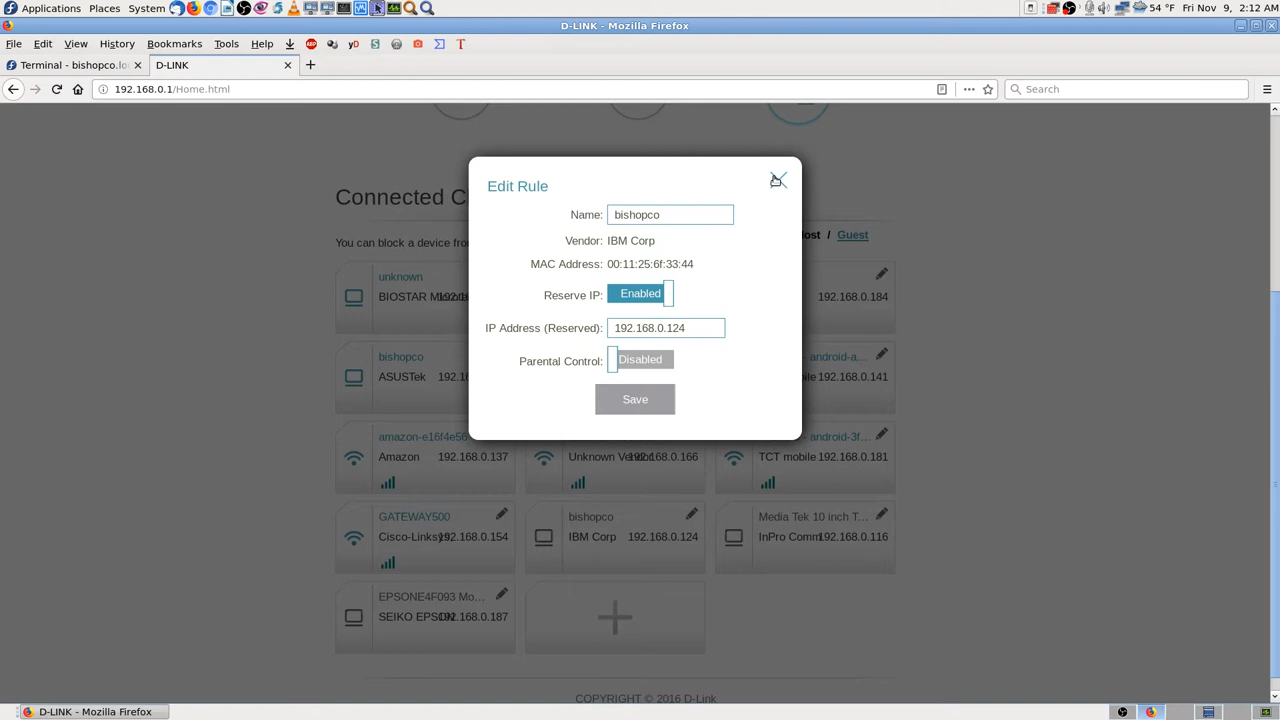 Applications Places System 54 °F Fri Nov 9, 2:12 AM
D-LINK - Mozilla Firefox
File Edit View History Bookmarks Tools Help
Terminal - bishopco.lo D-LINK
192.168.0.1/Home.html Search
Connected C
Edit Rule
Name: bishopco
You can block a device fro
Host / Guest
Vendor: IBM Corp
MAC Address: 00:11:25:6f:33:44
unknown
BIOSTAR
192.168.0.184
Reserve IP: Enabled
IP Address (Reserved): 192.168.0.124
bishopco - android-a...
Parental Control: Disabled
ASUSTek 192.16 mobile 192.168.0.141
Save
amazon-e16f4e56 - android-3f...
Amazon 192.168.0.137 Unknown Vendor 192.168.0.166 TCT mobile 192.168.0.181
GATEWAY500 bishopco Media Tek 10 inch T...
Cisco-Linksys, 192.168.0.154 IBM Corp 192.168.0.124 InPro Comm 192.168.0.116
EPSONE4F093 Mo...
SEIKO EPSON 192.168.0.187
COPYRIGHT © 2016 D-Link
D-LINK - Mozilla Firefox